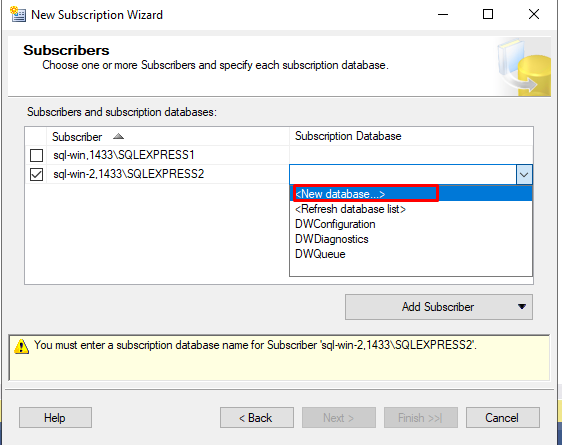 New Subscription Wizard
Subscribers
Choose one or more Subscribers and specify each subscription database.
Subscribers and subscription databases:
Subscriber Subscription Database
sql-win,1433\SQLEXPRESS1
sql-win-2,1433\SQLEXPRESS2
<New database...>
<Refresh database list>
DWConfiguration
DWDiagnostics
DWQueue
Add Subscriber
You must enter a subscription database name for Subscriber 'sql-win-2,1433\SQLEXPRESS2'.
Help < Back Next > Finish >>| Cancel